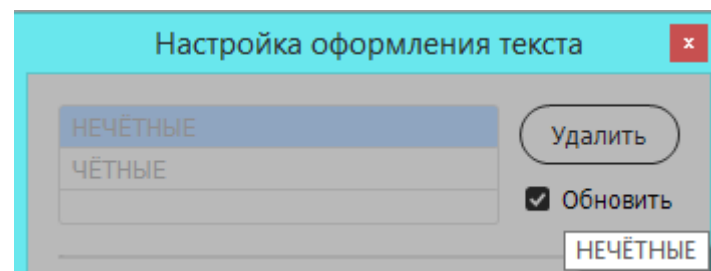 Настройка оформления текста
x
НЕЧЁТНЫЕ
Удалить
ЧЁТНЫЕ
Обновить
НЕЧЁТНЫЕ